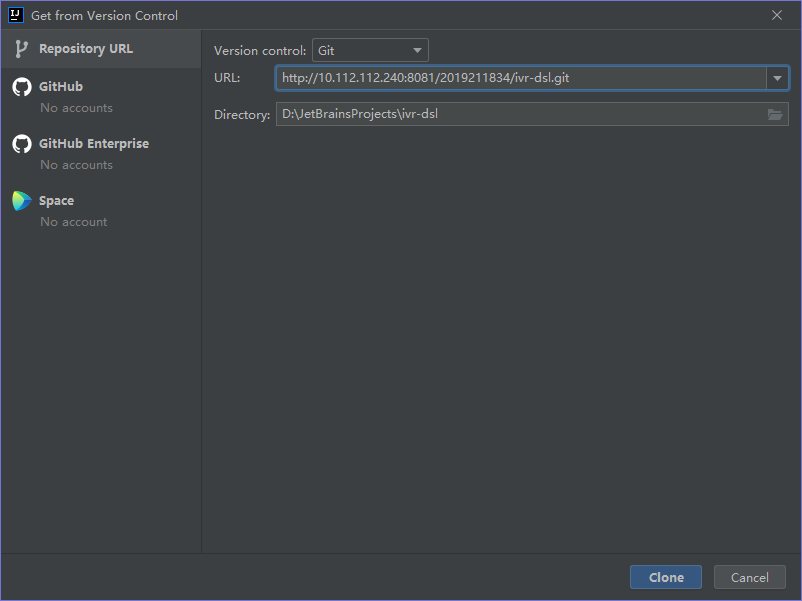 IJ
Get from Version Control
Repository URL
GitHub
No accounts
GitHub Enterprise
No accounts
Space
No account
Version control: Git
URL: http://10.112.112.240:8081/2019211834/ivr-dsl.git
Directory: D:\JetBrainsProjects\ivr-dsl
Clone Cancel